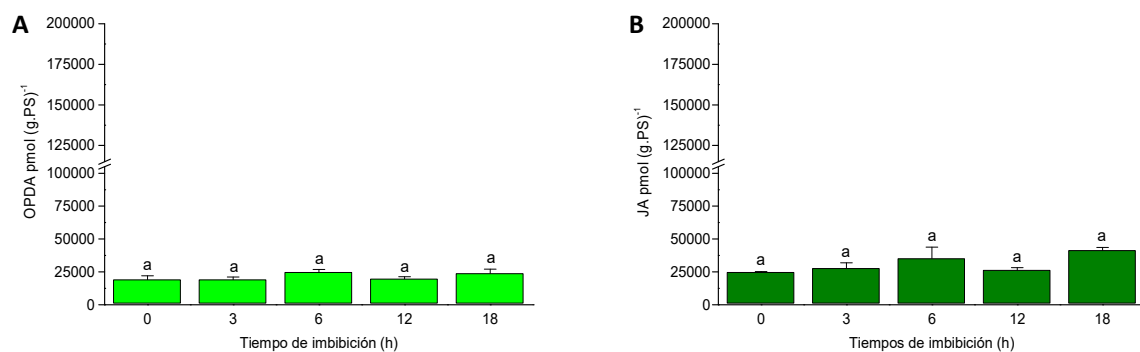 A
OPDA pmol (g.PS)⁻¹
200000
175000
150000
125000
100000
75000
50000
25000
0
a a a a a
0 3 6 12 18
Tiempo de imbibición (h)
B
JA pmol (g.PS)⁻¹
200000
175000
150000
125000
100000
75000
50000
25000
0
a a a a a
0 3 6 12 18
Tiempos de imbibición (h)